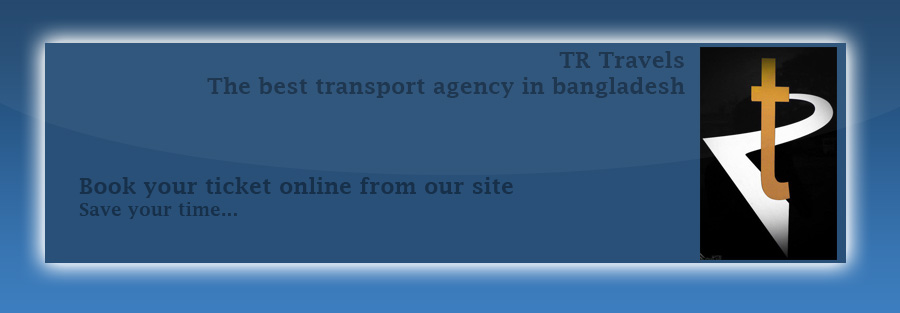 TR Travels
The best transport agency in bangladesh
Book your ticket online from our site
Save your time...